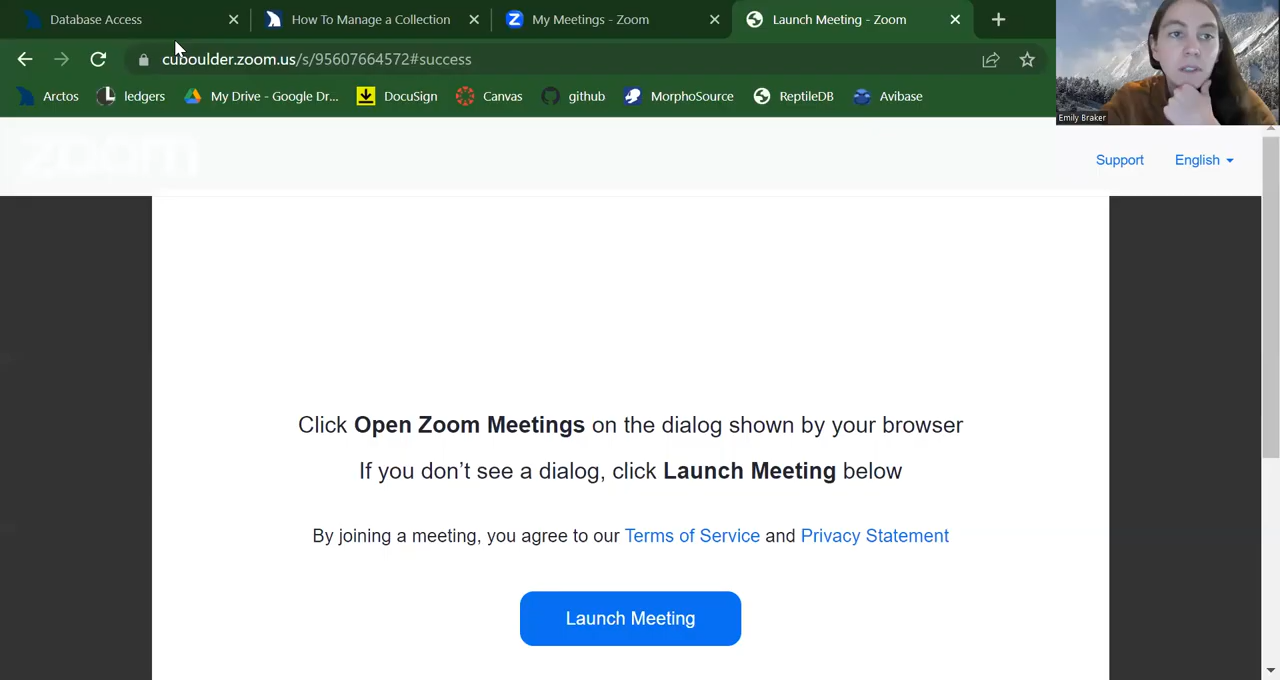 Database Access
How To Manage a Collection
My Meetings - Zoom
Launch Meeting - Zoom
cuboulder.zoom.us/s/95607664572#success
Arctos
ledgers
My Drive - Google Dr...
DocuSign
Canvas
github
MorphoSource
ReptileDB
Avibase
Emily Braker
zoom
Support
English
Click Open Zoom Meetings on the dialog shown by your browser
If you don’t see a dialog, click Launch Meeting below
By joining a meeting, you agree to our Terms of Service and Privacy Statement
Launch Meeting